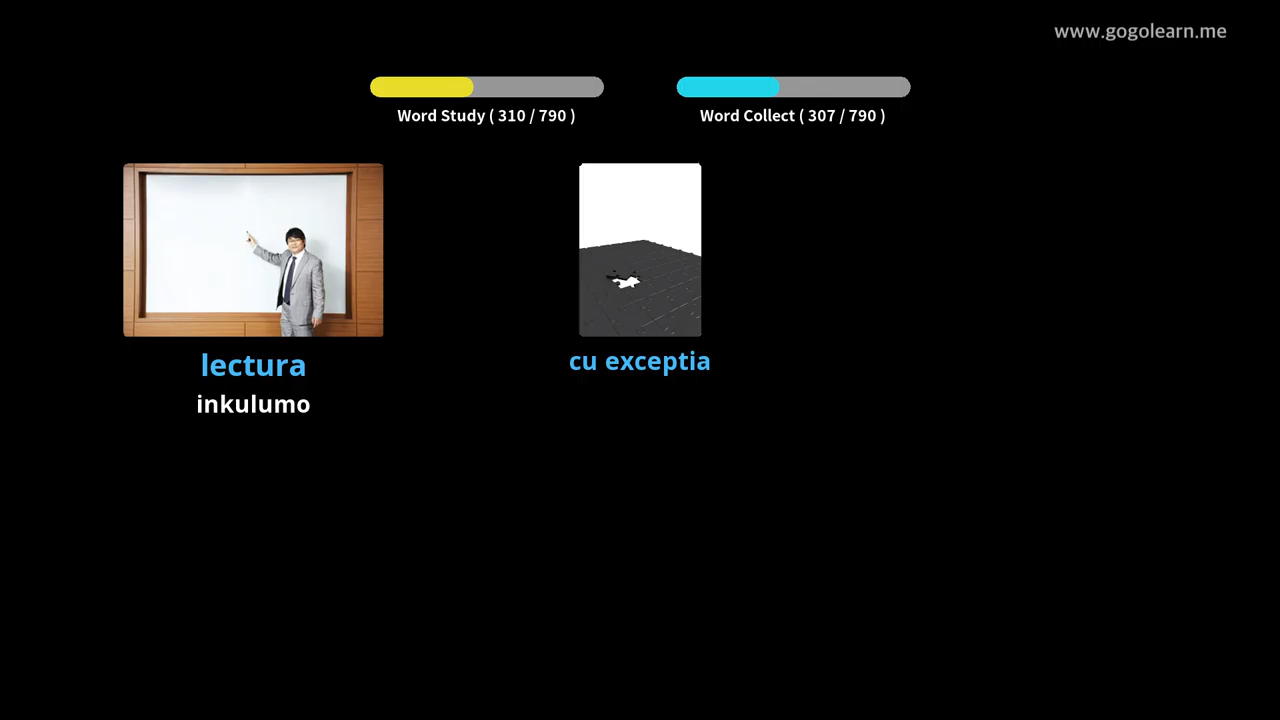 www.gogolearn.me
Word Study ( 310 / 790 )
Word Collect ( 307 / 790 )
lectura
inkulumo
cu exceptia